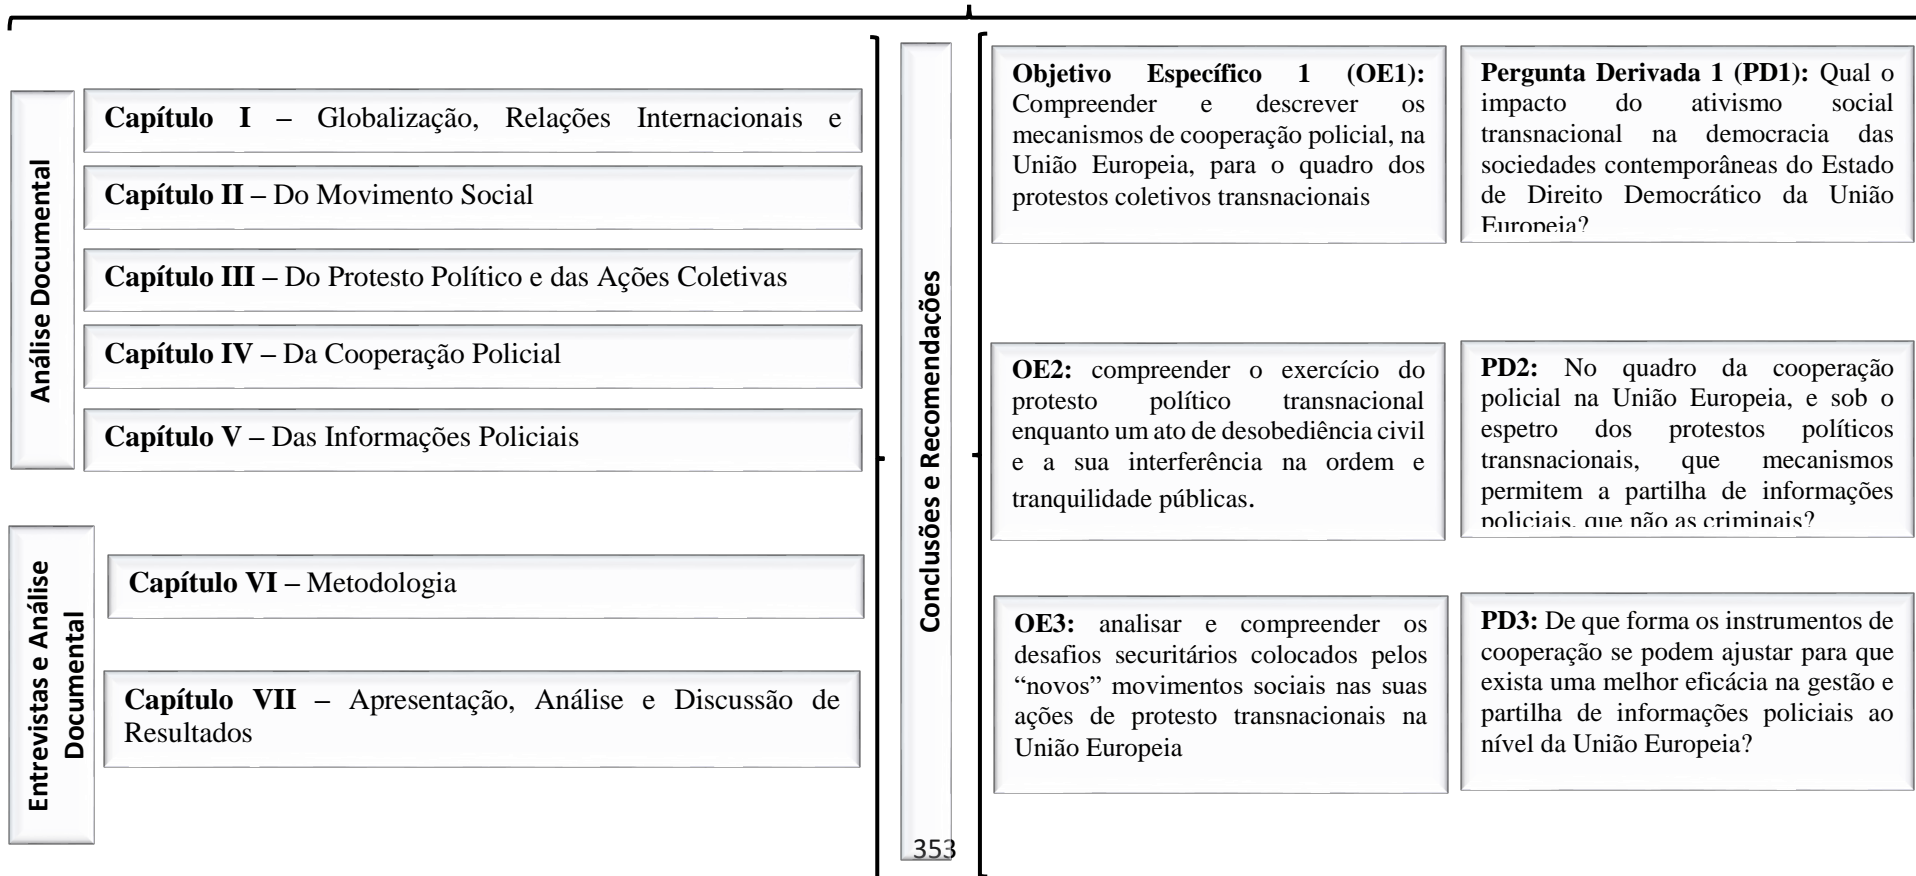 Análise Documental
Capítulo I – Globalização, Relações Internacionais e
Capítulo II – Do Movimento Social
Capítulo III – Do Protesto Político e das Ações Coletivas
Capítulo IV – Da Cooperação Policial
Capítulo V – Das Informações Policiais
Entrevistas e Análise
Documental
Capítulo VI – Metodologia
Capítulo VII – Apresentação, Análise e Discussão de
Resultados
Conclusões e Recomendações
Objetivo Específico 1 (OE1):
Compreender e descrever os
mecanismos de cooperação policial, na
União Europeia, para o quadro dos
protestos coletivos transnacionais
Pergunta Derivada 1 (PD1): Qual o
impacto do ativismo social
transnacional na democracia das
sociedades contemporâneas do Estado
de Direito Democrático da União
Europeia?
OE2: compreender o exercício do
protesto político transnacional
enquanto um ato de desobediência civil
e a sua interferência na ordem e
tranquilidade públicas.
PD2: No quadro da cooperação
policial na União Europeia, e sob o
espetro dos protestos políticos
transnacionais, que mecanismos
permitem a partilha de informações
policiais, que não as criminais?
OE3: analisar e compreender os
desafios securitários colocados pelos
“novos” movimentos sociais nas suas
ações de protesto transnacionais na
União Europeia
PD3: De que forma os instrumentos de
cooperação se podem ajustar para que
exista uma melhor eficácia na gestão e
partilha de informações policiais ao
nível da União Europeia?
353